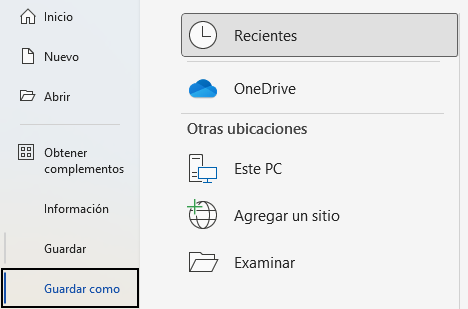 Inicio
Nuevo
Abrir
Obtener
complementos
Información
Guardar
Guardar como
Recientes
OneDrive
Otras ubicaciones
Este PC
Agregar un sitio
Examinar